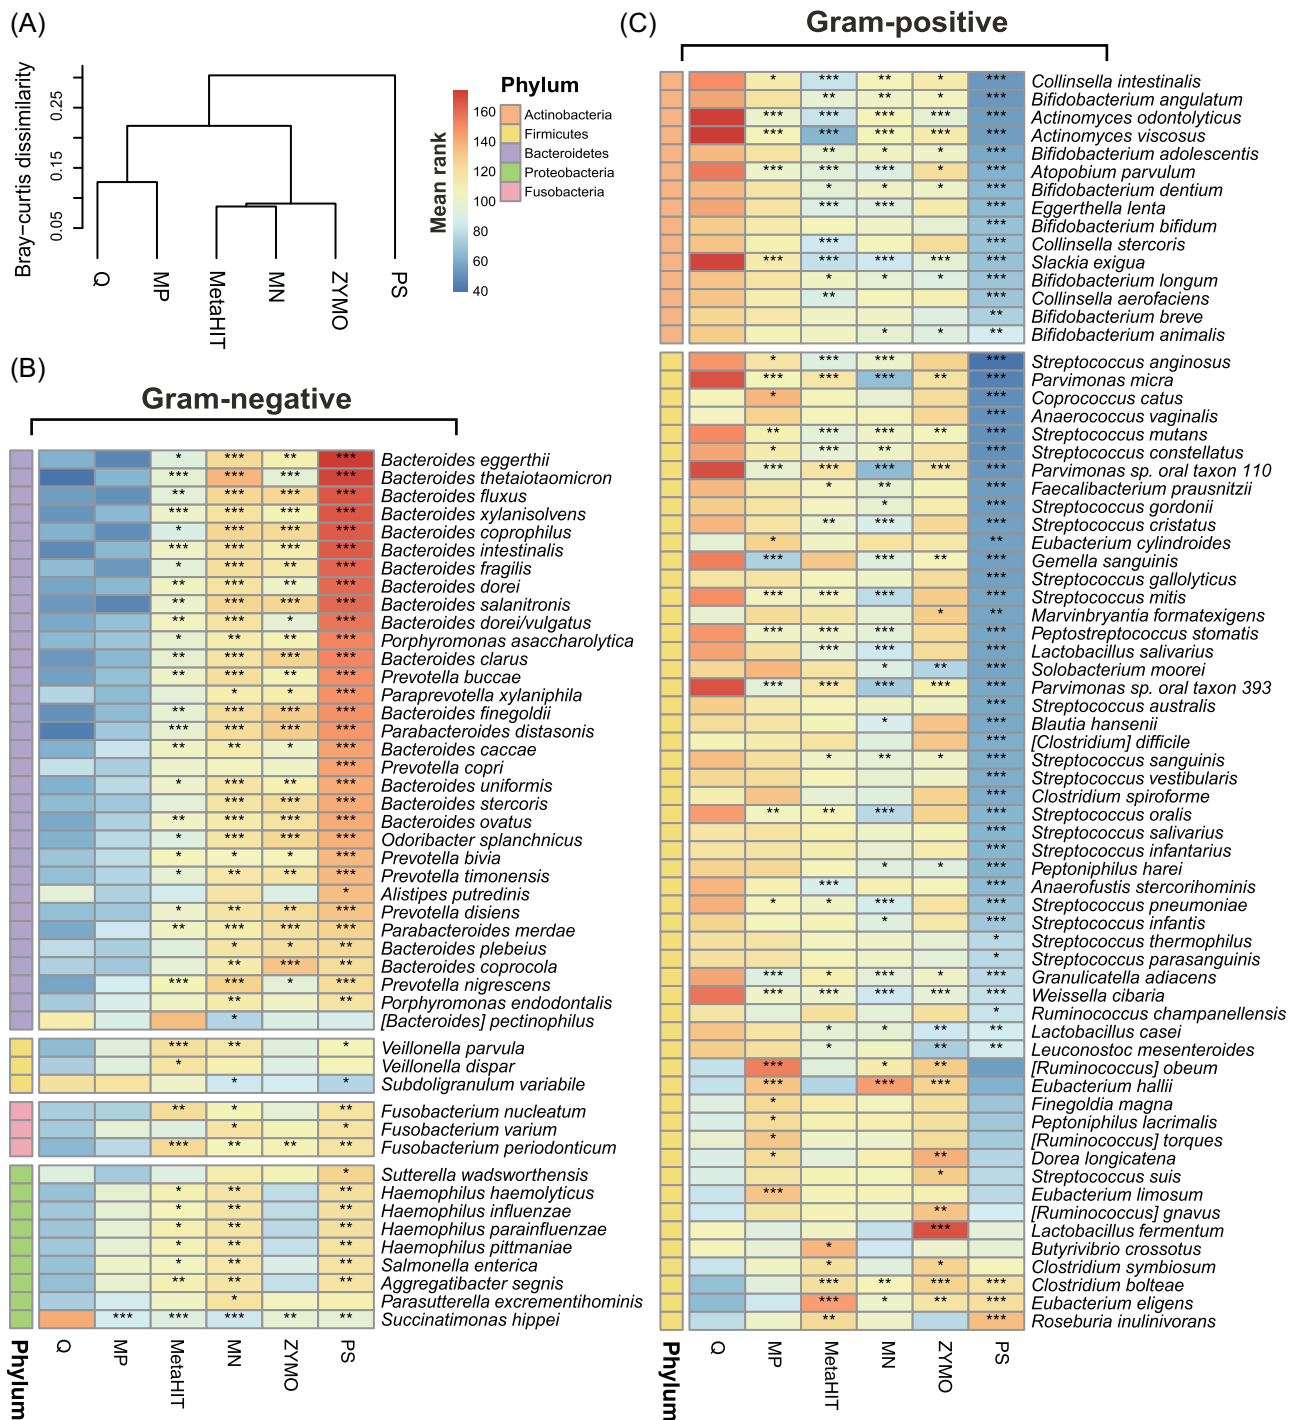 (A)
Bray−curtis dissimilarity
0.25
0.15
0.05
Q
MP
MetaHIT
MN
ZYMO
PS
Mean rank
160
140
120
100
80
60
40
Phylum
Actinobacteria
Firmicutes
Bacteroidetes
Proteobacteria
Fusobacteria
(B)
Gram-negative
* *** ** *** Bacteroides eggerthii
*** *** *** *** Bacteroides thetaiotaomicron
** *** *** *** Bacteroides fluxus
*** *** *** *** Bacteroides xylanisolvens
* *** *** *** Bacteroides coprophilus
*** *** *** *** Bacteroides intestinalis
* *** ** *** Bacteroides fragilis
** *** ** *** Bacteroides dorei
** *** *** *** Bacteroides salanitronis
** *** * *** Bacteroides dorei/vulgatus
* ** ** *** Porphyromonas asaccharolytica
** *** *** *** Bacteroides clarus
** *** ** *** Prevotella buccae
* * *** Paraprevotella xylaniphila
** *** *** *** Bacteroides finegoldii
*** *** *** *** Parabacteroides distasonis
** ** * *** Bacteroides caccae
*** Prevotella copri
* *** ** *** Bacteroides uniformis
*** *** *** Bacteroides stercoris
** *** *** *** Bacteroides ovatus
* *** *** *** Odoribacter splanchnicus
* * * *** Prevotella bivia
* ** ** *** Prevotella timonensis
* Alistipes putredinis
* ** ** *** Prevotella disiens
** *** *** *** Parabacteroides merdae
* * ** Bacteroides plebeius
** *** ** Bacteroides coprocola
*** *** * *** Prevotella nigrescens
** ** Porphyromonas endodontalis
* [Bacteroides] pectinophilus
*** ** * Veillonella parvula
* Veillonella dispar
* * Subdoligranulum variabile
** * ** Fusobacterium nucleatum
* * Fusobacterium varium
*** ** ** ** Fusobacterium periodonticum
* Sutterella wadsworthensis
* ** ** Haemophilus haemolyticus
* ** ** Haemophilus influenzae
* ** ** Haemophilus parainfluenzae
* ** ** Haemophilus pittmaniae
* ** ** Salmonella enterica
** ** ** Aggregatibacter segnis
* Parasutterella excrementihominis
*** *** *** ** ** Succinatimonas hippei
Phylum
Q
MP
MetaHIT
MN
ZYMO
PS
(C)
Gram-positive
* *** ** * *** Collinsella intestinalis
** ** * *** Bifidobacterium angulatum
*** *** *** *** *** Actinomyces odontolyticus
*** *** *** *** *** Actinomyces viscosus
** * * *** Bifidobacterium adolescentis
*** *** *** * *** Atopobium parvulum
* * * *** Bifidobacterium dentium
*** *** *** Eggerthella lenta
*** Bifidobacterium bifidum
*** *** Collinsella stercoris
*** *** *** *** *** Slackia exigua
* * * *** Bifidobacterium longum
** *** Collinsella aerofaciens
** Bifidobacterium breve
* * ** Bifidobacterium animalis
* *** *** *** Streptococcus anginosus
*** *** *** ** *** Parvimonas micra
* *** Coprococcus catus
*** Anaerococcus vaginalis
** *** *** ** *** Streptococcus mutans
* *** ** *** Streptococcus constellatus
*** *** *** *** *** Parvimonas sp. oral taxon 110
* ** *** Faecalibacterium prausnitzii
* *** Streptococcus gordonii
** *** *** Streptococcus cristatus
* ** Eubacterium cylindroides
*** *** ** *** Gemella sanguinis
*** Streptococcus gallolyticus
*** *** *** *** Streptococcus mitis
* ** Marvinbryantia formatexigens
*** *** *** *** Peptostreptococcus stomatis
*** *** *** Lactobacillus salivarius
* ** *** Solobacterium moorei
*** *** *** *** *** Parvimonas sp. oral taxon 393
*** Streptococcus australis
* *** Blautia hansenii
*** [Clostridium] difficile
* ** * *** Streptococcus sanguinis
*** Streptococcus vestibularis
*** Clostridium spiroforme
** ** *** *** Streptococcus oralis
*** Streptococcus salivarius
*** Streptococcus infantarius
* * *** Peptoniphilus harei
*** *** Anaerofustis stercorihominis
* * *** *** Streptococcus pneumoniae
* *** Streptococcus infantis
* Streptococcus thermophilus
* Streptococcus parasanguinis
*** * *** * *** Granulicatella adiacens
*** *** *** *** *** Weissella cibaria
* Ruminococcus champanellensis
* * ** ** Lactobacillus casei
* ** ** Leuconostoc mesenteroides
*** * ** [Ruminococcus] obeum
*** *** *** Eubacterium hallii
* Finegoldia magna
* Peptoniphilus lacrimalis
* [Ruminococcus] torques
* ** Dorea longicatena
* Streptococcus suis
*** Eubacterium limosum
** [Ruminococcus] gnavus
*** Lactobacillus fermentum
* Butyrivibrio crossotus
* * Clostridium symbiosum
*** ** *** *** Clostridium bolteae
*** * ** *** Eubacterium eligens
** *** Roseburia inulinivorans
Phylum
Q
MP
MetaHIT
MN
ZYMO
PS